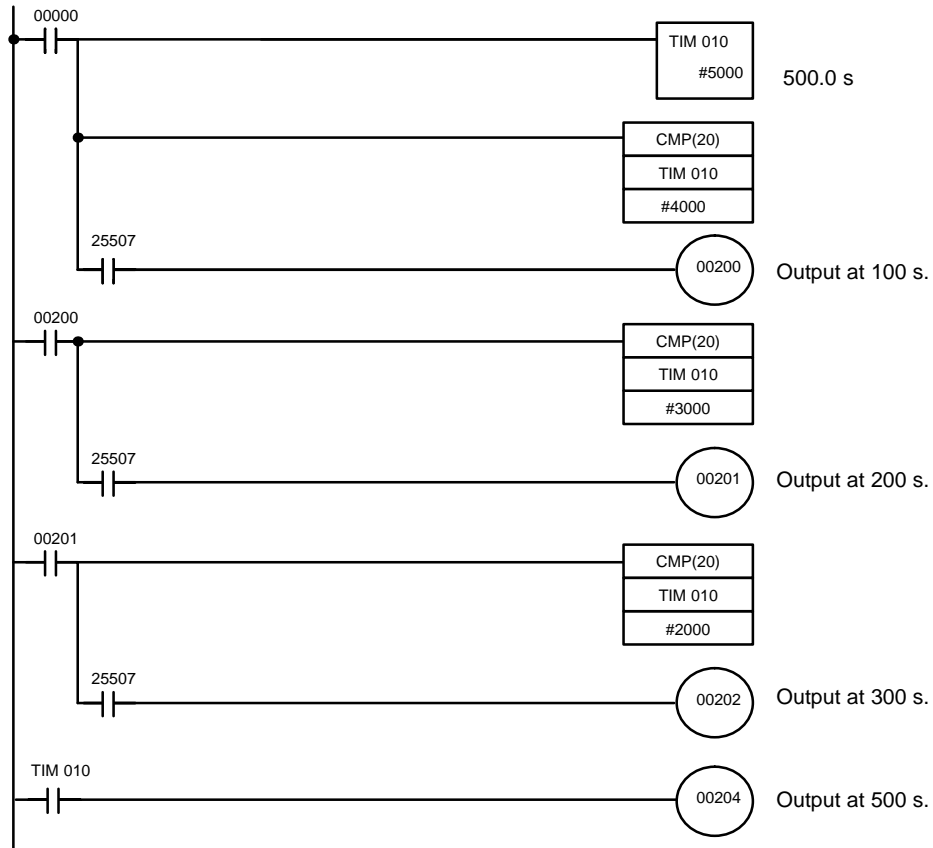 00000
TIM 010
#5000
500.0 s
CMP(20)
TIM 010
#4000
25507
00200
Output at 100 s.
00200
CMP(20)
TIM 010
#3000
25507
00201
Output at 200 s.
00201
CMP(20)
TIM 010
#2000
25507
00202
Output at 300 s.
TIM 010
00204
Output at 500 s.